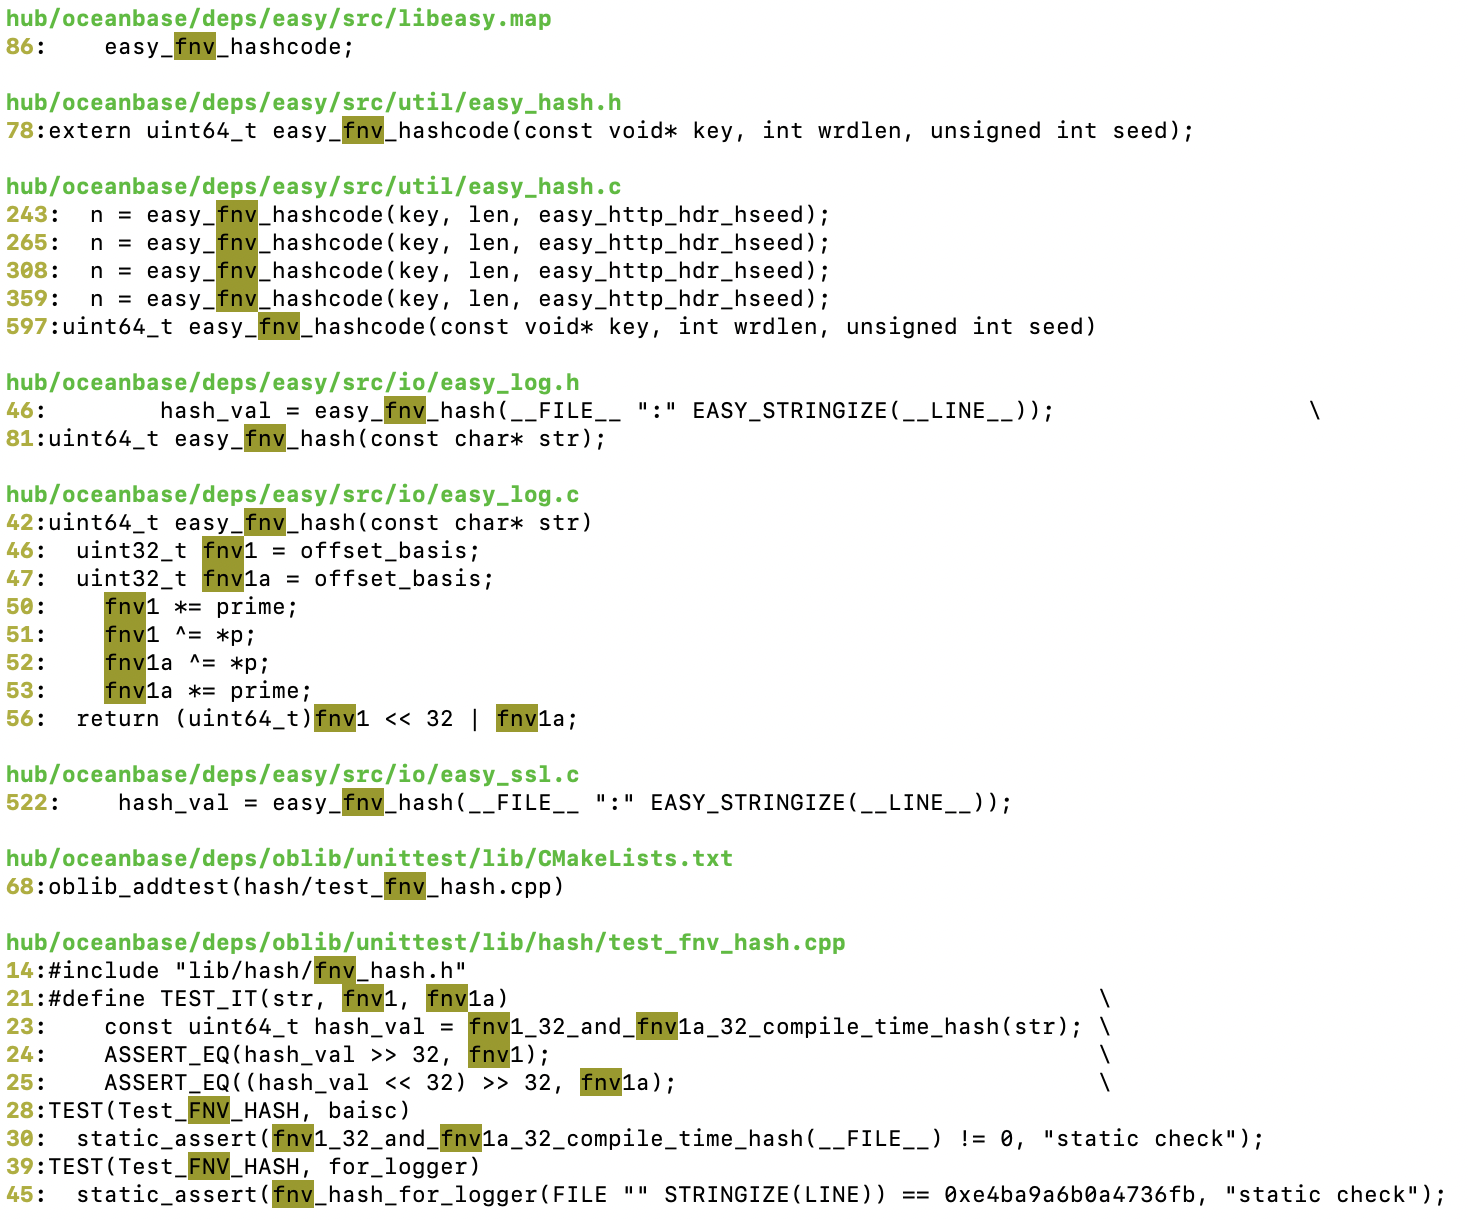 hub/oceanbase/deps/easy/src/libeasy.map
86:    easy_fnv_hashcode;

hub/oceanbase/deps/easy/src/util/easy_hash.h
78:extern uint64_t easy_fnv_hashcode(const void* key, int wrdlen, unsigned int seed);

hub/oceanbase/deps/easy/src/util/easy_hash.c
243:  n = easy_fnv_hashcode(key, len, easy_http_hdr_hseed);
265:  n = easy_fnv_hashcode(key, len, easy_http_hdr_hseed);
308:  n = easy_fnv_hashcode(key, len, easy_http_hdr_hseed);
359:  n = easy_fnv_hashcode(key, len, easy_http_hdr_hseed);
597:uint64_t easy_fnv_hashcode(const void* key, int wrdlen, unsigned int seed)

hub/oceanbase/deps/easy/src/io/easy_log.h
46:        hash_val = easy_fnv_hash(__FILE__ ":" EASY_STRINGIZE(__LINE__));                  \
81:uint64_t easy_fnv_hash(const char* str);

hub/oceanbase/deps/easy/src/io/easy_log.c
42:uint64_t easy_fnv_hash(const char* str)
46:  uint32_t fnv1 = offset_basis;
47:  uint32_t fnv1a = offset_basis;
50:    fnv1 *= prime;
51:    fnv1 ^= *p;
52:    fnv1a ^= *p;
53:    fnv1a *= prime;
56:  return (uint64_t)fnv1 << 32 | fnv1a;

hub/oceanbase/deps/easy/src/io/easy_ssl.c
522:    hash_val = easy_fnv_hash(__FILE__ ":" EASY_STRINGIZE(__LINE__));

hub/oceanbase/deps/oblib/unittest/lib/CMakeLists.txt
68:oblib_addtest(hash/test_fnv_hash.cpp)

hub/oceanbase/deps/oblib/unittest/lib/hash/test_fnv_hash.cpp
14:#include "lib/hash/fnv_hash.h"
21:#define TEST_IT(str, fnv1, fnv1a)                                          \
23:    const uint64_t hash_val = fnv1_32_and_fnv1a_32_compile_time_hash(str); \
24:    ASSERT_EQ(hash_val >> 32, fnv1);                                       \
25:    ASSERT_EQ((hash_val << 32) >> 32, fnv1a);                              \
28:TEST(Test_FNV_HASH, baisc)
30:  static_assert(fnv1_32_and_fnv1a_32_compile_time_hash(__FILE__) != 0, "static check");
39:TEST(Test_FNV_HASH, for_logger)
45:  static_assert(fnv_hash_for_logger(FILE "" STRINGIZE(LINE)) == 0xe4ba9a6b0a4736fb, "static check");